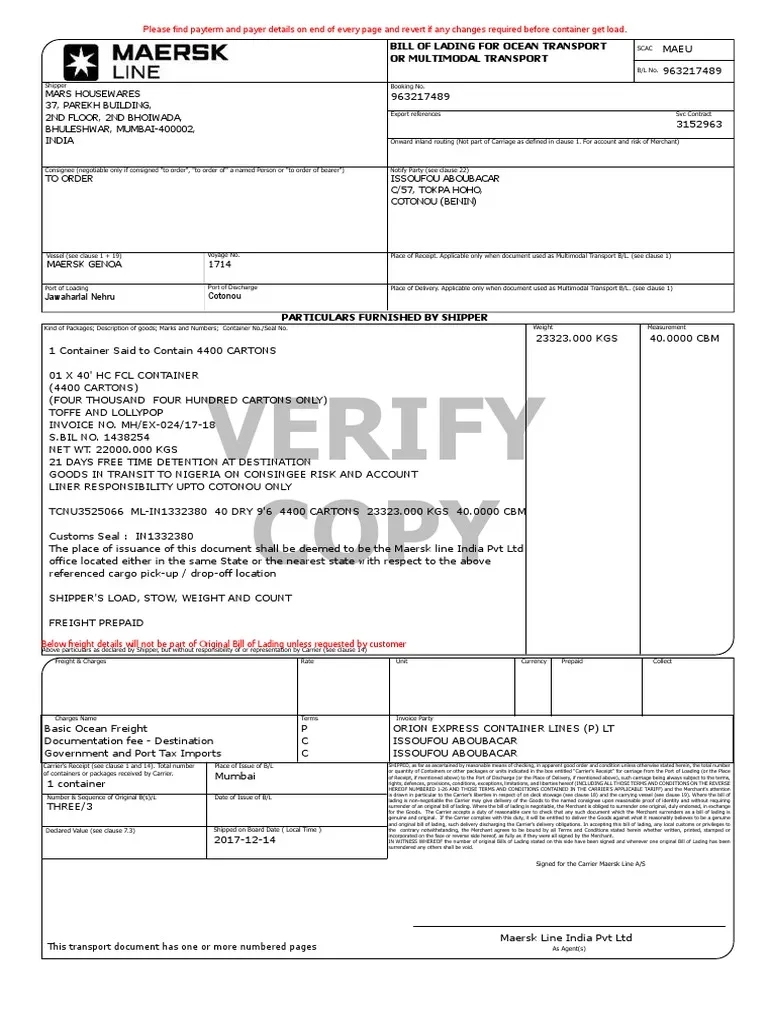 Please find payterm and payer details on end of every page and revert if any changes required before container get load.
MAERSK
LINE
BILL OF LADING FOR OCEAN TRANSPORT
OR MULTIMODAL TRANSPORT
SCAC MAEU
B/L No. 963217489
Shipper
MARS HOUSEWARES
37, PAREKH BUILDING,
2ND FLOOR, 2ND BHOIWADA
BHULESHWAR, MUMBAI-400002,
INDIA
Booking No.
963217489
Export references
Svc Contract
3152963
Onward inland routing (Not part of Carriage as defined in clause 1. For account and risk of Merchant)
Consignee (negotiable only if consigned "to order", "to order of" a named Person or "to order of bearer")
TO ORDER
Notify Party (see clause 22)
ISSOUFOU ABOUBACAR
C/57, TOKPA HOHO,
COTONOU (BENIN)
Vessel (see clause 1 + 19)
MAERSK GENOA
Voyage No.
1714
Place of Receipt. Applicable only when document used as Multimodal Transport B/L. (see clause 1)
Port of Loading
Jawaharlal Nehru
Port of Discharge
Cotonou
Place of Delivery. Applicable only when document used as Multimodal Transport B/L. (see clause 1)
PARTICULARS FURNISHED BY SHIPPER
Kind of Packages; Description of goods; Marks and Numbers; Container No./Seal No.
Weight
Measurement
23323.000 KGS
40.0000 CBM
1 Container Said to Contain 4400 CARTONS
01 X 40' HC FCL CONTAINER
(4400 CARTONS)
(FOUR THOUSAND FOUR HUNDRED CARTONS ONLY)
TOFFE AND LOLLYPOP
INVOICE NO. MH/EX-024/17-18
S.BIL NO. 1438254
NET WT. 22000.000 KGS
21 DAYS FREE TIME DETENTION AT DESTINATION
GOODS IN TRANSIT TO NIGERIA ON CONSINGEE RISK AND ACCOUNT
LINER RESPONSIBILITY UPTO COTONOU ONLY
VERIFY
COPY
TCNU3525066 ML-IN1332380 40 DRY 9'6 4400 CARTONS 23323.000 KGS 40.0000 CBM
Customs Seal : IN1332380
The place of issuance of this document shall be deemed to be the Maersk line India Pvt Ltd
office located either in the same State or the nearest state with respect to the above
referenced cargo pick-up / drop-off location
SHIPPER'S LOAD, STOW, WEIGHT AND COUNT
FREIGHT PREPAID
Below freight details will not be part of Original Bill of Lading unless requested by customer
Above particulars as declared by Shipper, but without responsibility of or representation by Carrier (see clause 14)
Freight & Charges
Rate
Unit
Currency
Prepaid
Collect
Charges Name
Terms
Invoice Party
Basic Ocean Freight P ORION EXPRESS CONTAINER LINES (P) LT
Documentation fee - Destination C ISSOUFOU ABOUBACAR
Government and Port Tax Imports C ISSOUFOU ABOUBACAR
Carrier's Receipt (see clause 1 and 14). Total number
of containers or packages received by Carrier.
1 container
Place of Issue of B/L
Mumbai
Number & Sequence of Original B(s)/L
THREE/3
Date of Issue of B/L
Declared Value (see clause 7.3)
Shipped on Board Date ( Local Time )
2017-12-14
SHIPPED, as far as ascertained by reasonable means of checking, in apparent good order and condition unless otherwise stated herein, the total number
or quantity of Containers or other packages or units indicated in the box entitled "Carrier's Receipt" for carriage from the Port of Loading (or the Place
of Receipt, if mentioned above) to the Port of Discharge (or the Place of Delivery, if mentioned above), such carriage being always subject to the terms,
rights, defences, provisions, conditions, exceptions, limitations, and liberties hereof (INCLUDING ALL THOSE TERMS AND CONDITIONS ON THE REVERSE
HEREOF NUMBERED 1-26 AND THOSE TERMS AND CONDITIONS CONTAINED IN THE CARRIER'S APPLICABLE TARIFF) and the Merchant's attention
is drawn in particular to the Carrier's liberties in respect of on deck stowage (see clause 18) and the carrying vessel (see clause 19). Where the bill of
lading is non-negotiable the Carrier may give delivery of the Goods to the named consignee upon reasonable proof of identity and without requiring
surrender of an original bill of lading. Where the bill of lading is negotiable, the Merchant is obliged to surrender one original, duly endorsed, in exchange
for the Goods. The Carrier accepts a duty of reasonable care to check that any such document which the Merchant surrenders as a bill of lading is
genuine and original. If the Carrier complies with this duty, it will be entitled to deliver the Goods against what it reasonably believes to be a genuine
and original bill of lading, such delivery discharging the Carrier's delivery obligations. In accepting this bill of lading, any local customs or privileges to
the contrary notwithstanding, the Merchant agrees to be bound by all Terms and Conditions stated herein whether written, printed, stamped or
incorporated on the face or reverse side hereof, as fully as if they were all signed by the Merchant.
IN WITNESS WHEREOF the number of original Bills of Lading stated on this side have been signed and wherever one original Bill of Lading has been
surrendered any others shall be void.
Signed for the Carrier Maersk Line A/S
Maersk Line India Pvt Ltd
As Agent(s)
This transport document has one or more numbered pages